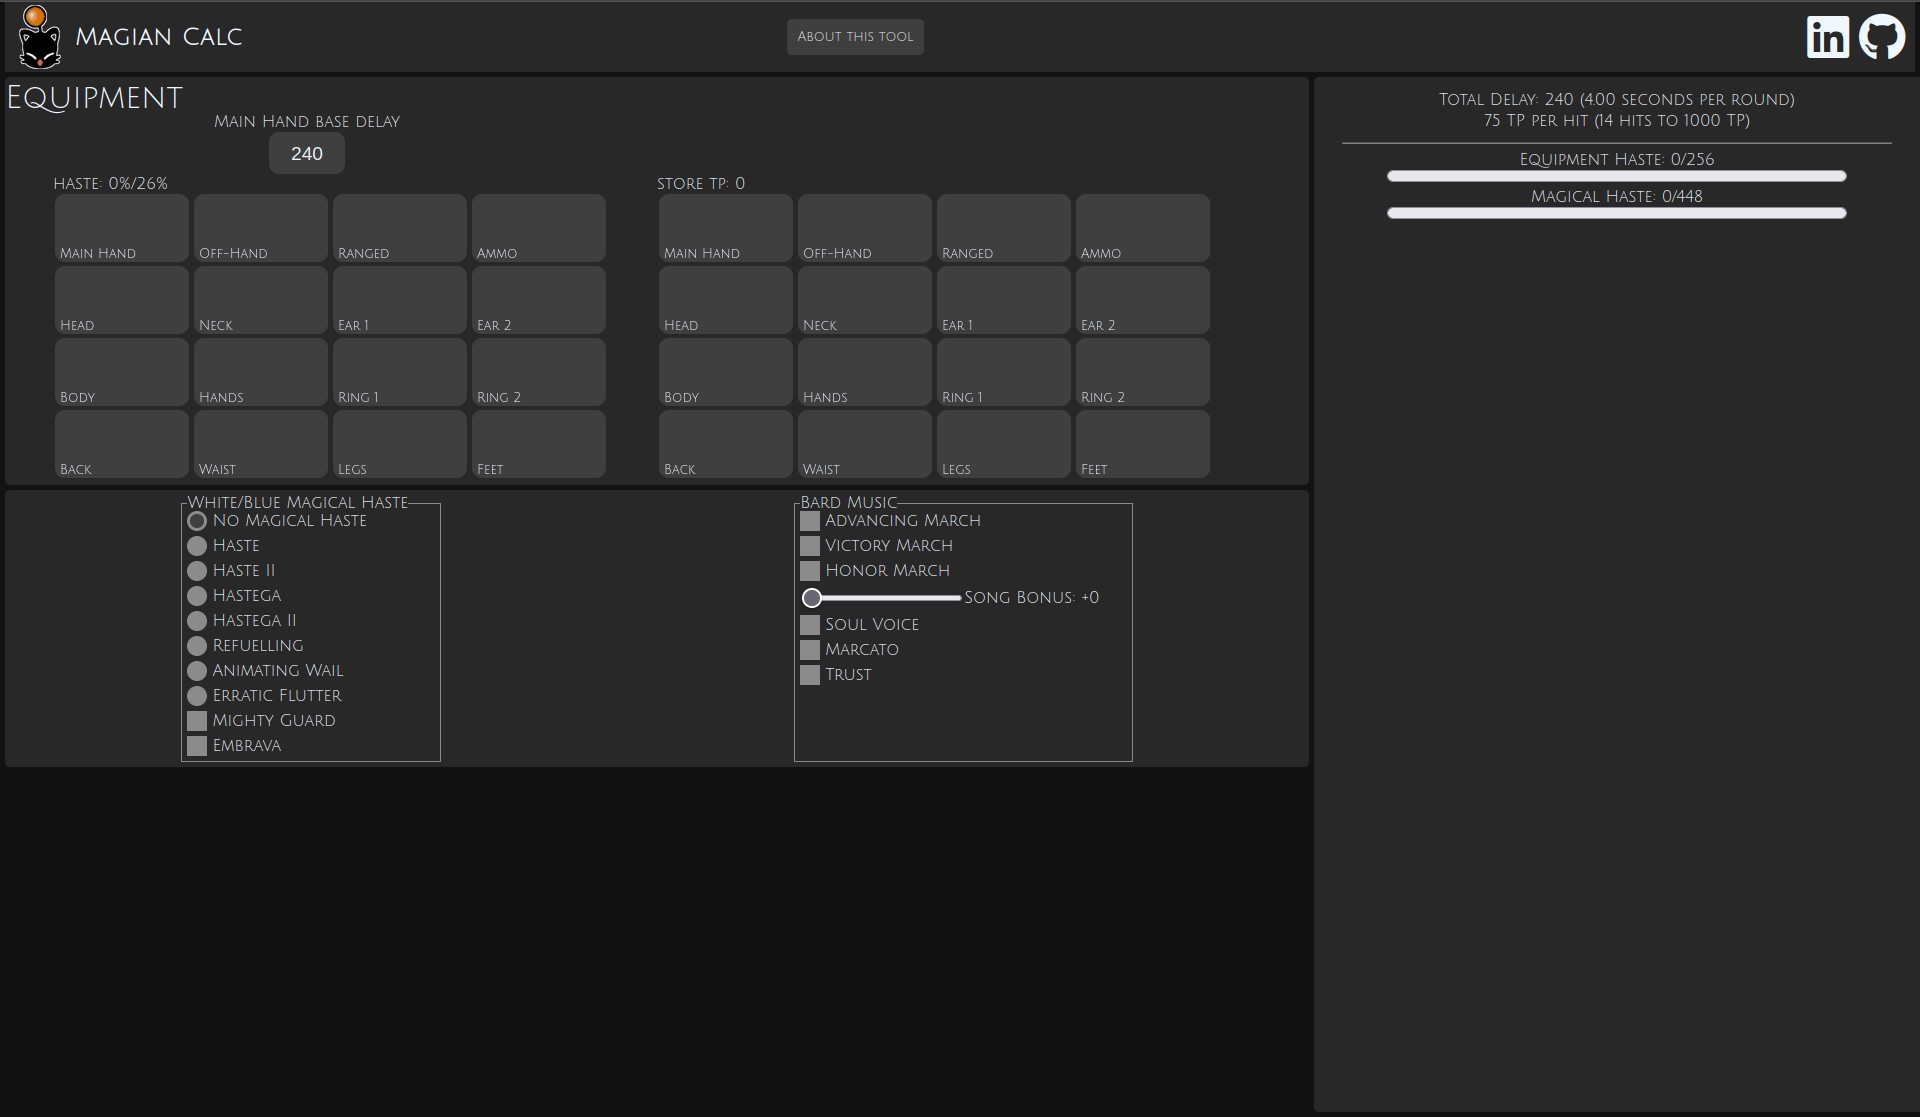 Magian Calc
About this tool
in
Equipment
Main Hand base delay
240
Haste: 0%/26%
Main Hand Off-Hand Ranged Ammo
Head Neck Ear 1 Ear 2
Body Hands Ring 1 Ring 2
Back Waist Legs Feet
Store TP: 0
Main Hand Off-Hand Ranged Ammo
Head Neck Ear 1 Ear 2
Body Hands Ring 1 Ring 2
Back Waist Legs Feet
White/Blue Magical Haste
No Magical Haste
Haste
Haste II
Hastega
Hastega II
Refuelling
Animating Wail
Erratic Flutter
Mighty Guard
Embrava
Bard Music
Advancing March
Victory March
Honor March
Song Bonus: +0
Soul Voice
Marcato
Trust
Total Delay: 240 (4.00 seconds per round)
75 TP per hit (14 hits to 1000 TP)
Equipment Haste: 0/256
Magical Haste: 0/448